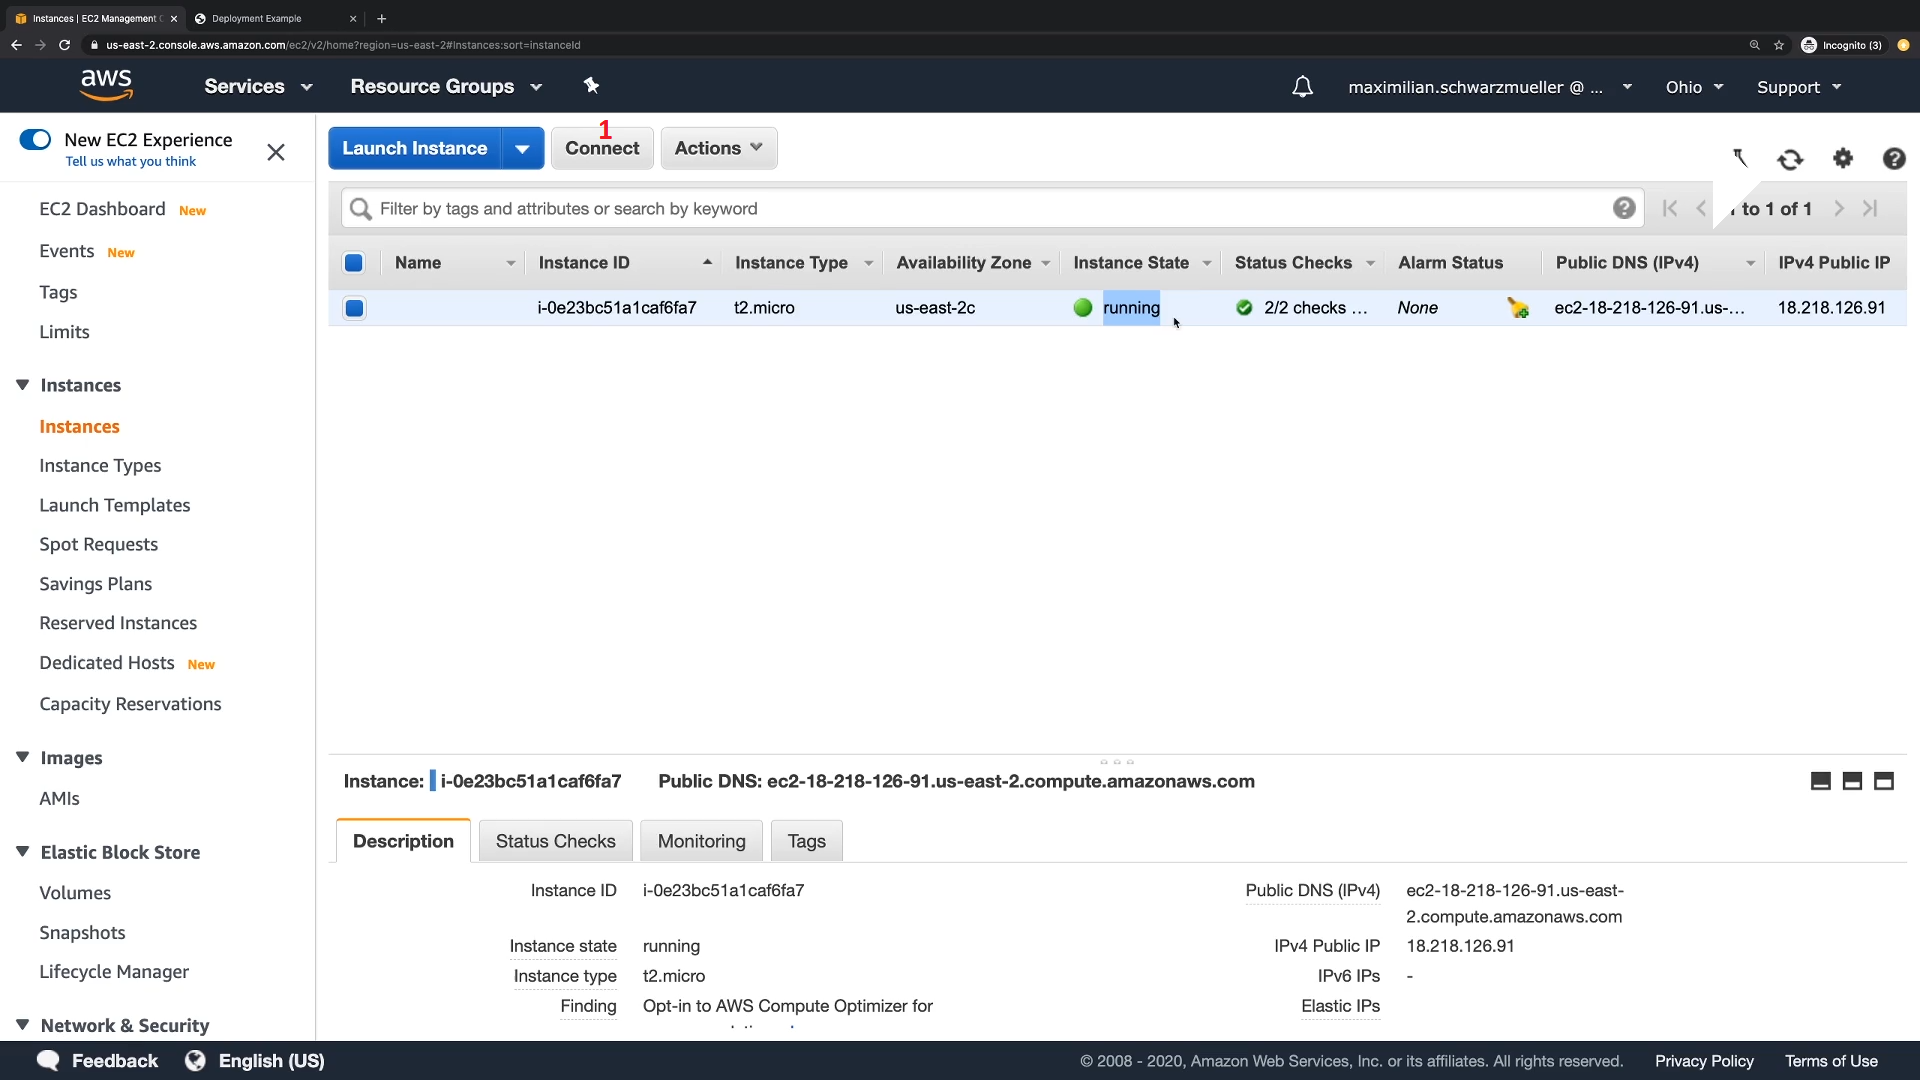 Instances | EC2 Management C
Deployment Example
us-east-2.console.aws.amazon.com/ec2/v2/home?region=us-east-2#Instances:sort=instanceId
Incognito (3)
aws
Services
Resource Groups
maximilian.schwarzmueller @ ...
Ohio
Support
New EC2 Experience
Tell us what you think
EC2 Dashboard New
Events New
Tags
Limits
Instances
Instances
Instance Types
Launch Templates
Spot Requests
Savings Plans
Reserved Instances
Dedicated Hosts New
Capacity Reservations
Images
AMIs
Elastic Block Store
Volumes
Snapshots
Lifecycle Manager
Network & Security
1
Launch Instance
Connect
Actions
Filter by tags and attributes or search by keyword
to 1 of 1
Name
Instance ID
Instance Type
Availability Zone
Instance State
Status Checks
Alarm Status
Public DNS (IPv4)
IPv4 Public IP
i-0e23bc51a1caf6fa7
t2.micro
us-east-2c
running
2/2 checks ...
None
ec2-18-218-126-91.us-...
18.218.126.91
Instance: i-0e23bc51a1caf6fa7 Public DNS: ec2-18-218-126-91.us-east-2.compute.amazonaws.com
Description
Status Checks
Monitoring
Tags
Instance ID i-0e23bc51a1caf6fa7
Instance state running
Instance type t2.micro
Finding Opt-in to AWS Compute Optimizer for
Public DNS (IPv4) ec2-18-218-126-91.us-east-
2.compute.amazonaws.com
IPv4 Public IP 18.218.126.91
IPv6 IPs -
Elastic IPs
Feedback
English (US)
© 2008 - 2020, Amazon Web Services, Inc. or its affiliates. All rights reserved.
Privacy Policy
Terms of Use